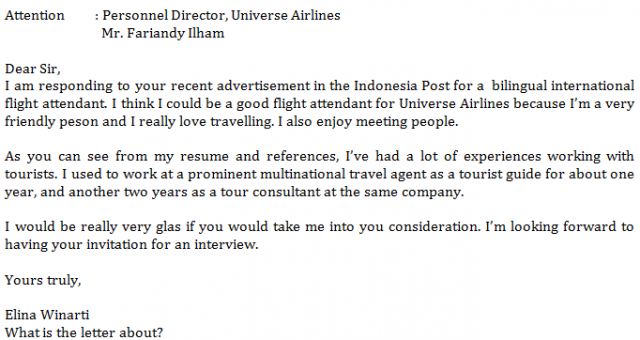 Attention : Personnel Director, Universe Airlines
Mr. Fariandy Ilham
Dear Sir,
I am responding to your recent advertisement in the Indonesia Post for a bilingual international
flight attendant. I think I could be a good flight attendant for Universe Airlines because I'm a very
friendly peson and I really love travelling. I also enjoy meeting people.
As you can see from my resume and references, I've had a lot of experiences working with
tourists. I used to work at a prominent multinational travel agent as a tourist guide for about one
year, and another two years as a tour consultant at the same company.
I would be really very glas if you would take me into you consideration. I'm looking forward to
having your invitation for an interview.
Yours truly,
Elina Winarti
What is the letter about?